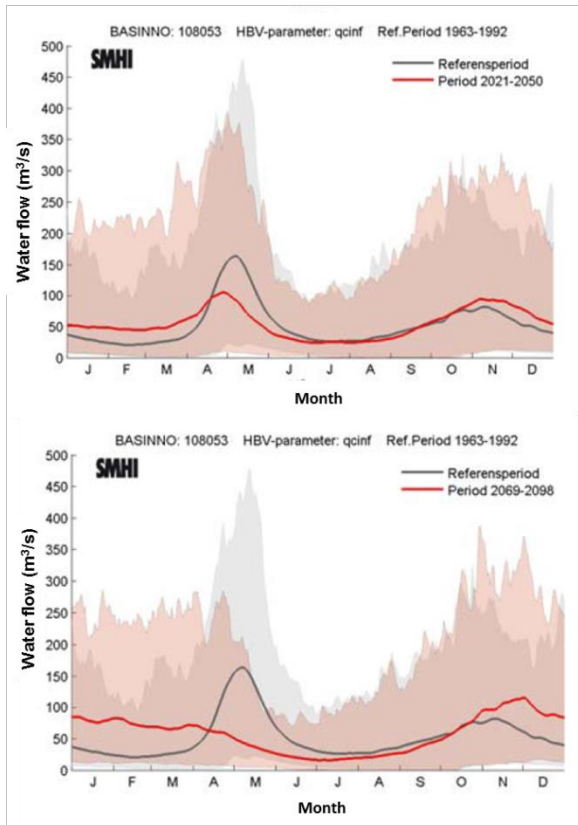 BASINNO: 108053 HBV-parameter: qcinf Ref.Period 1963-1992
SMHI
Referensperiod
Period 2021-2050
Water flow (m³/s)
500
450
400
350
300
250
200
150
100
50
0
J F M A M J J A S O N D
Month
BASINNO: 108053 HBV-parameter: qcinf Ref.Period 1963-1992
SMHI
Referensperiod
Period 2069-2098
Water flow (m³/s)
500
450
400
350
300
250
200
150
100
50
0
J F M A M J J A S O N D
Month